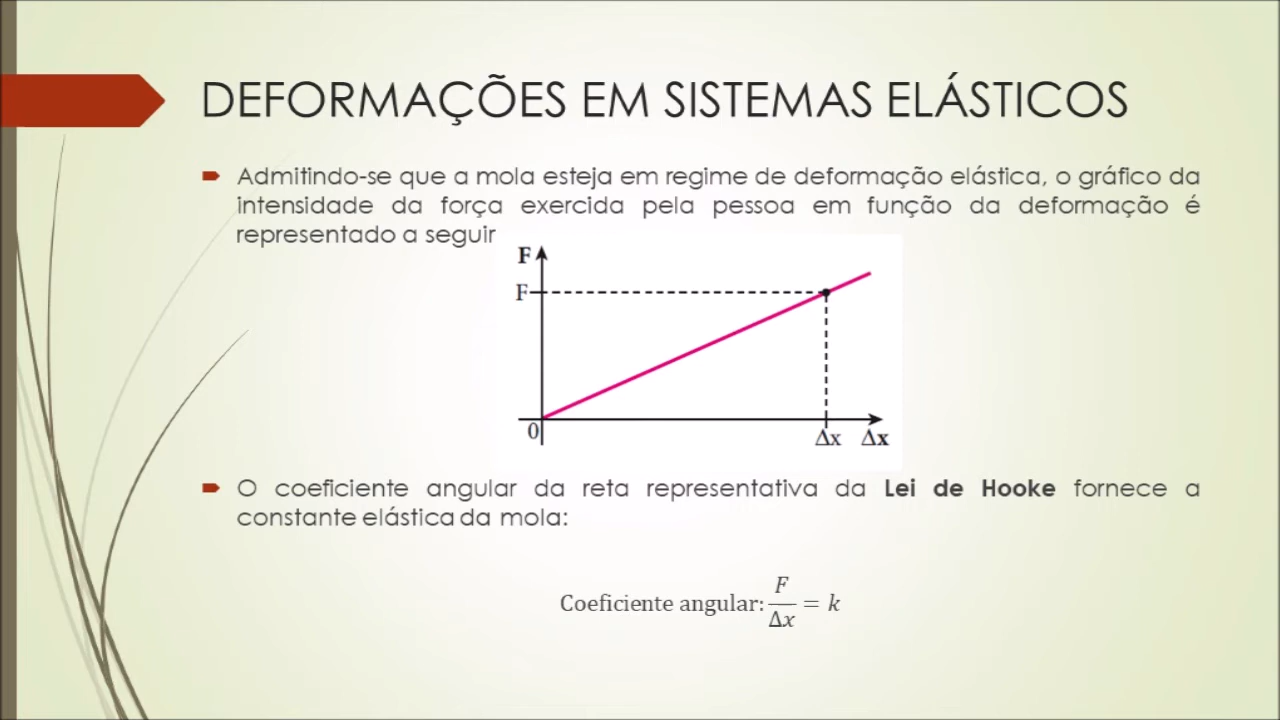 DEFORMAÇÕES EM SISTEMAS ELÁSTICOS
Admitindo-se que a mola esteja em regime de deformação elástica, o gráfico da
intensidade da força exercida pela pessoa em função da deformação é
representado a seguir
F
F
0
Δx Δx
O coeficiente angular da reta representativa da Lei de Hooke fornece a
constante elástica da mola:
Coeficiente angular: F/Δx = k